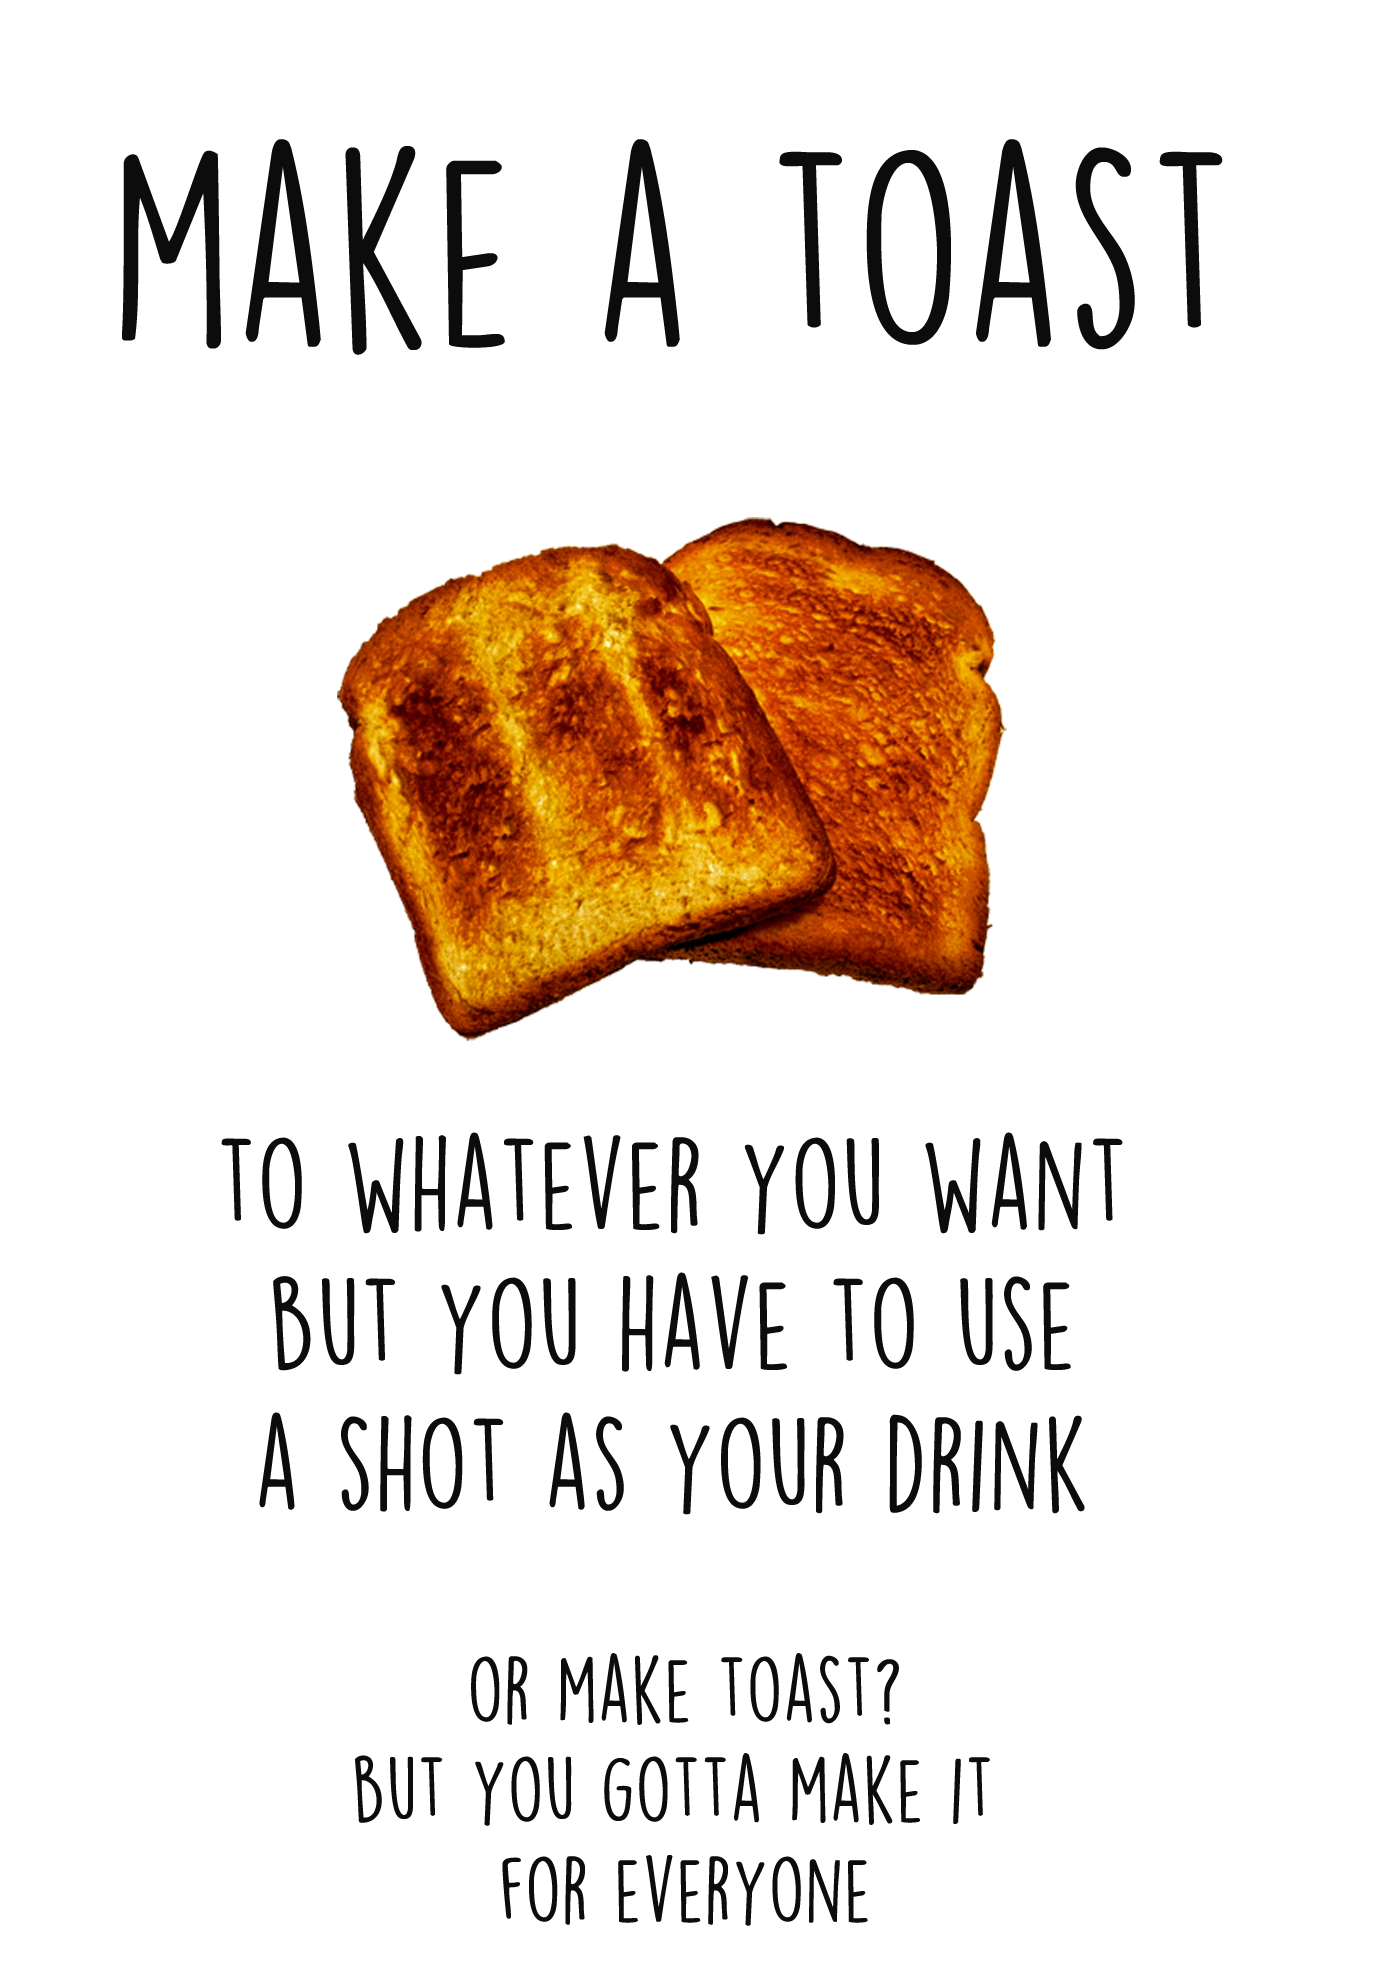 MAKE A TOAST
TO WHATEVER YOU WANT
BUT YOU HAVE TO USE
A SHOT AS YOUR DRINK
OR MAKE TOAST?
BUT YOU GOTTA MAKE IT
FOR EVERYONE